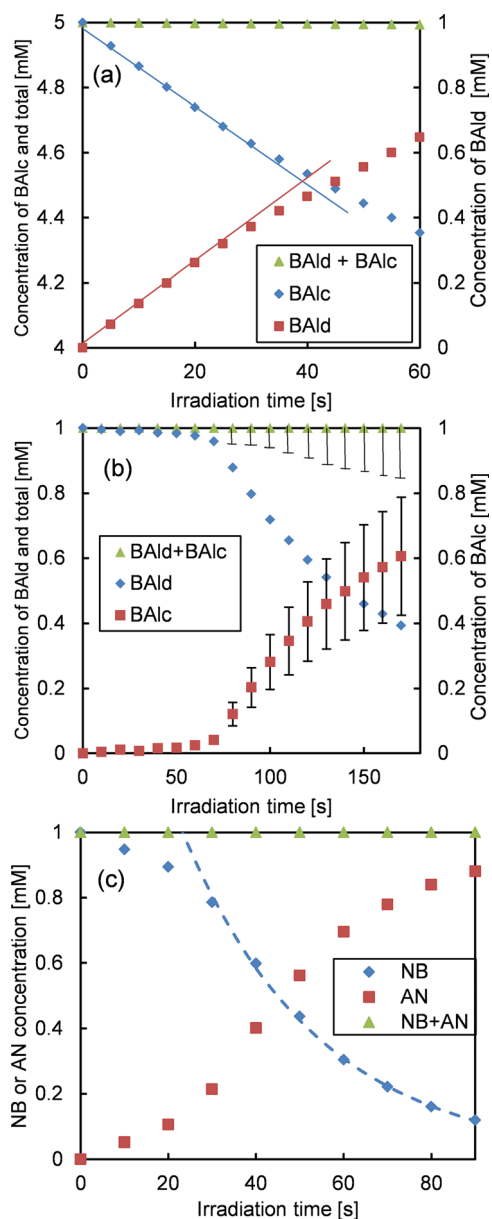 (a)
Concentration of BAlc and total [mM]
5
4.8
4.6
4.4
4.2
4
Concentration of BAld [mM]
1
0.8
0.6
0.4
0.2
0
BAld + BAlc
BAlc
BAld
0 20 40 60
Irradiation time [s]
(b)
Concentration of BAld and total [mM]
1
0.8
0.6
0.4
0.2
0
Concentration of BAlc [mM]
1
0.8
0.6
0.4
0.2
0
BAld+BAlc
BAld
BAlc
0 50 100 150
Irradiation time [s]
(c)
NB or AN concentration [mM]
1
0.8
0.6
0.4
0.2
0
NB
AN
NB+AN
0 20 40 60 80
Irradiation time [s]